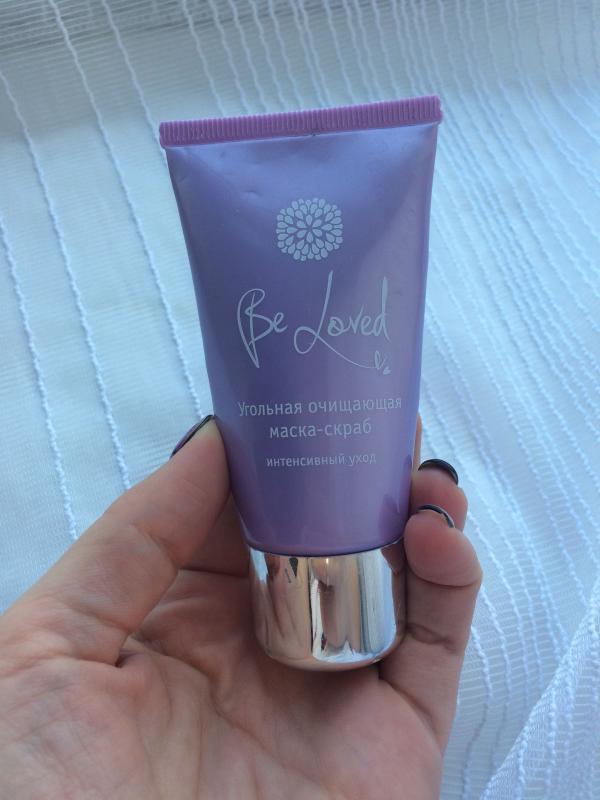 Be Loved
Угольная очищающая
маска-скраб
интенсивный уход